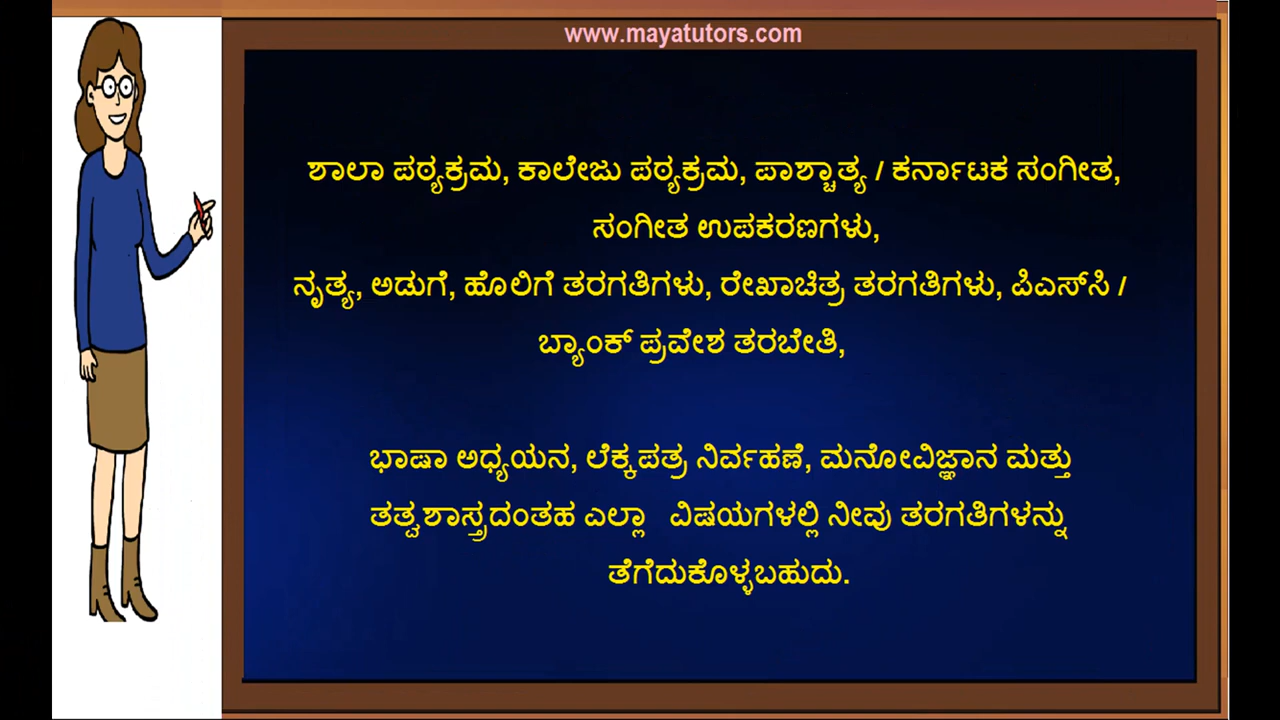 www.mayatutors.com
ಶಾಲಾ ಪಠ್ಯಕ್ರಮ, ಕಾಲೇಜು ಪಠ್ಯಕ್ರಮ, ಪಾಶ್ಚಾತ್ಯ / ಕರ್ನಾಟಕ ಸಂಗೀತ,
ಸಂಗೀತ ಉಪಕರಣಗಳು,
ನೃತ್ಯ, ಅಡುಗೆ, ಹೊಲಿಗೆ ತರಗತಿಗಳು, ರೇಖಾಚಿತ್ರ ತರಗತಿಗಳು, ಪಿಎಸ್‌ಸಿ /
ಬ್ಯಾಂಕ್ ಪ್ರವೇಶ ತರಬೇತಿ,
ಭಾಷಾ ಅಧ್ಯಯನ, ಲೆಕ್ಕಪತ್ರ ನಿರ್ವಹಣೆ, ಮನೋವಿಜ್ಞಾನ ಮತ್ತು
ತತ್ವಶಾಸ್ತ್ರದಂತಹ ಎಲ್ಲಾ ವಿಷಯಗಳಲ್ಲಿ ನೀವು ತರಗತಿಗಳನ್ನು
ತೆಗೆದುಕೊಳ್ಳಬಹುದು.